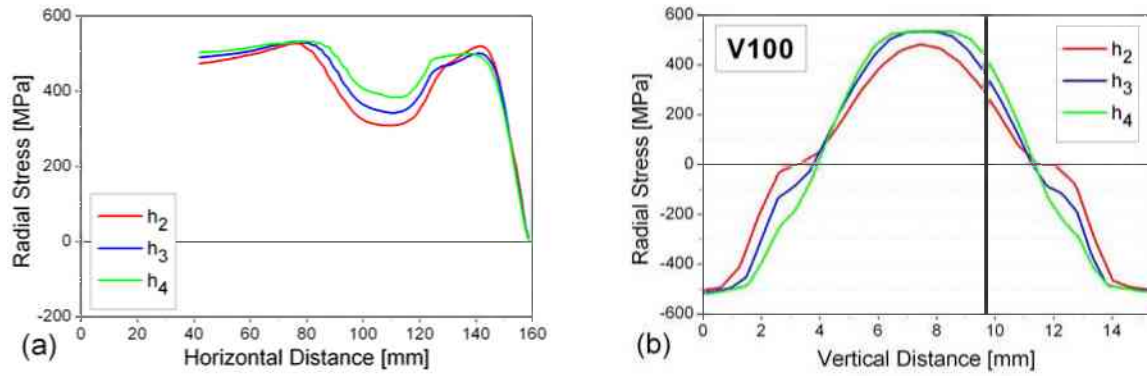 600
400
200
0
-200
Radial Stress [MPa]
h2
h3
h4
0 20 40 60 80 100 120 140 160
(a) Horizontal Distance [mm]
600
400
200
0
-200
-400
-600
Radial Stress [MPa]
V100
h2
h3
h4
0 2 4 6 8 10 12 14
(b) Vertical Distance [mm]